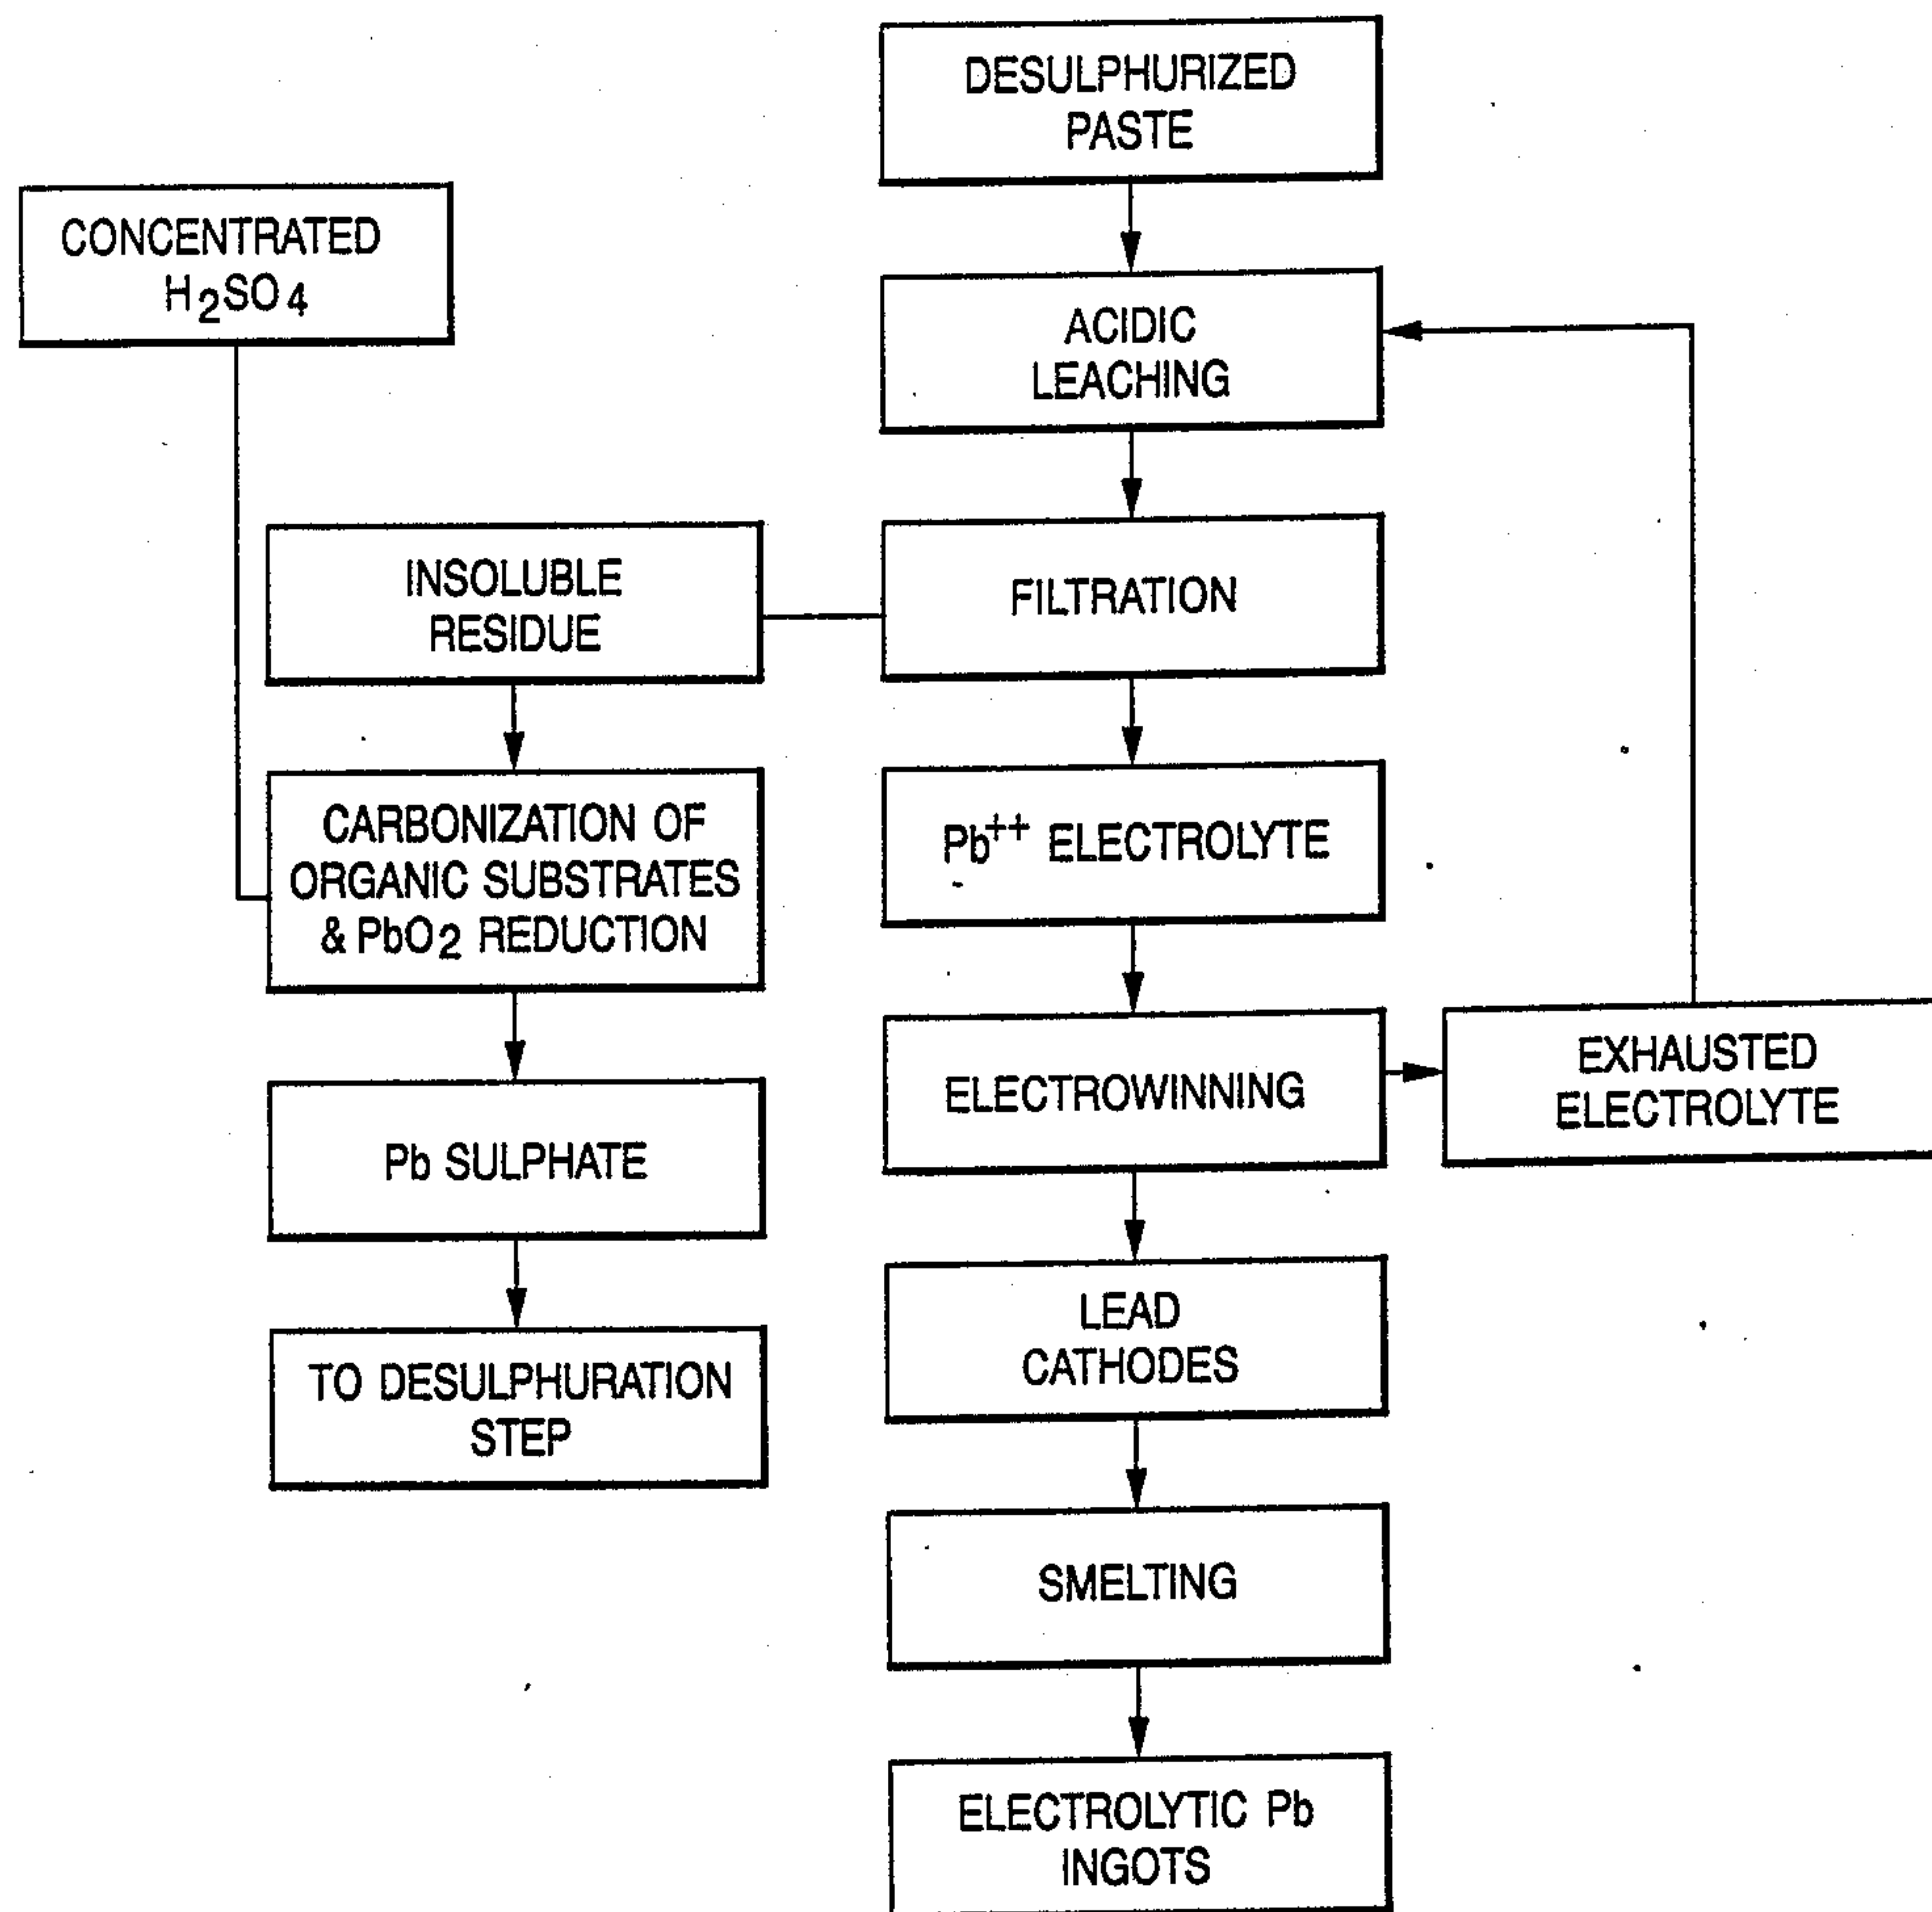 DESULPHURIZED
PASTE
CONCENTRATED
H2SO4
ACIDIC
LEACHING
INSOLUBLE
RESIDUE
FILTRATION
CARBONIZATION OF
ORGANIC SUBSTRATES
& PbO2 REDUCTION
Pb++ ELECTROLYTE
ELECTROWINNING
EXHAUSTED
ELECTROLYTE
Pb SULPHATE
LEAD
CATHODES
TO DESULPHURATION
STEP
SMELTING
ELECTROLYTIC Pb
INGOTS